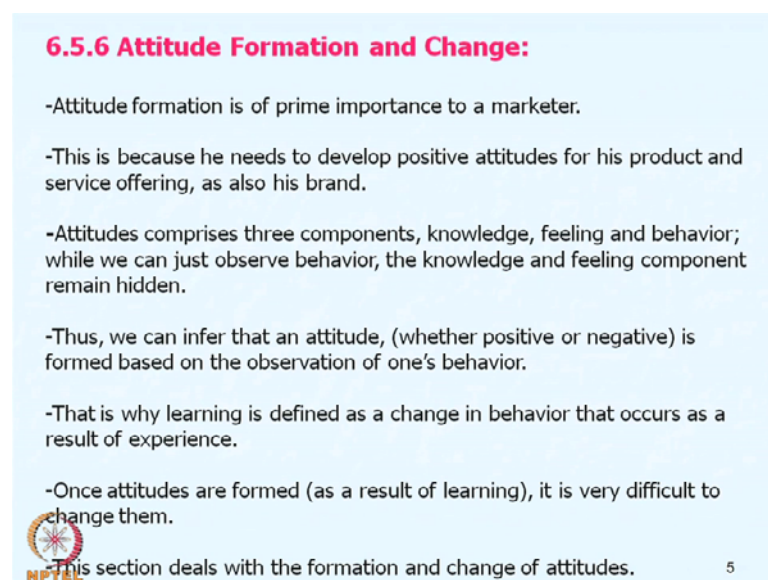 6.5.6 Attitude Formation and Change:
-Attitude formation is of prime importance to a marketer.
-This is because he needs to develop positive attitudes for his product and
service offering, as also his brand.
-Attitudes comprises three components, knowledge, feeling and behavior;
while we can just observe behavior, the knowledge and feeling component
remain hidden.
-Thus, we can infer that an attitude, (whether positive or negative) is
formed based on the observation of one's behavior.
-That is why learning is defined as a change in behavior that occurs as a
result of experience.
-Once attitudes are formed (as a result of learning), it is very difficult to
change them.
-This section deals with the formation and change of attitudes.
5
NPTEL